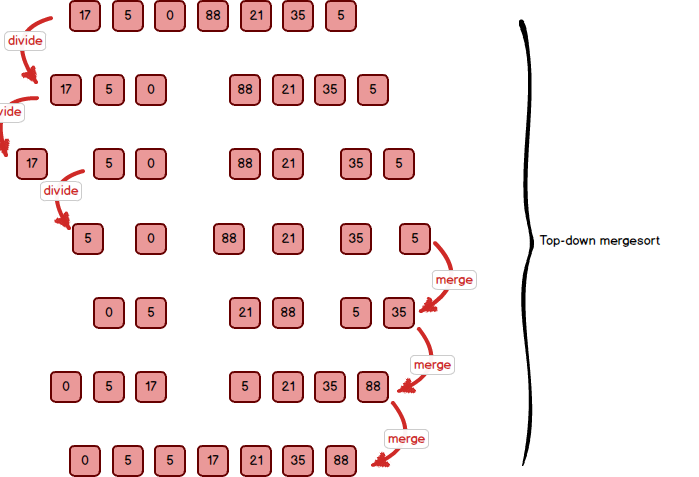 17 5 0 88 21 35 5
divide
17 5 0 88 21 35 5
vide
17 5 0 88 21 35 5
divide
5 0 88 21 35 5
Top-down mergesort
merge
0 5 21 88 5 35
merge
0 5 17 5 21 35 88
merge
0 5 5 17 21 35 88